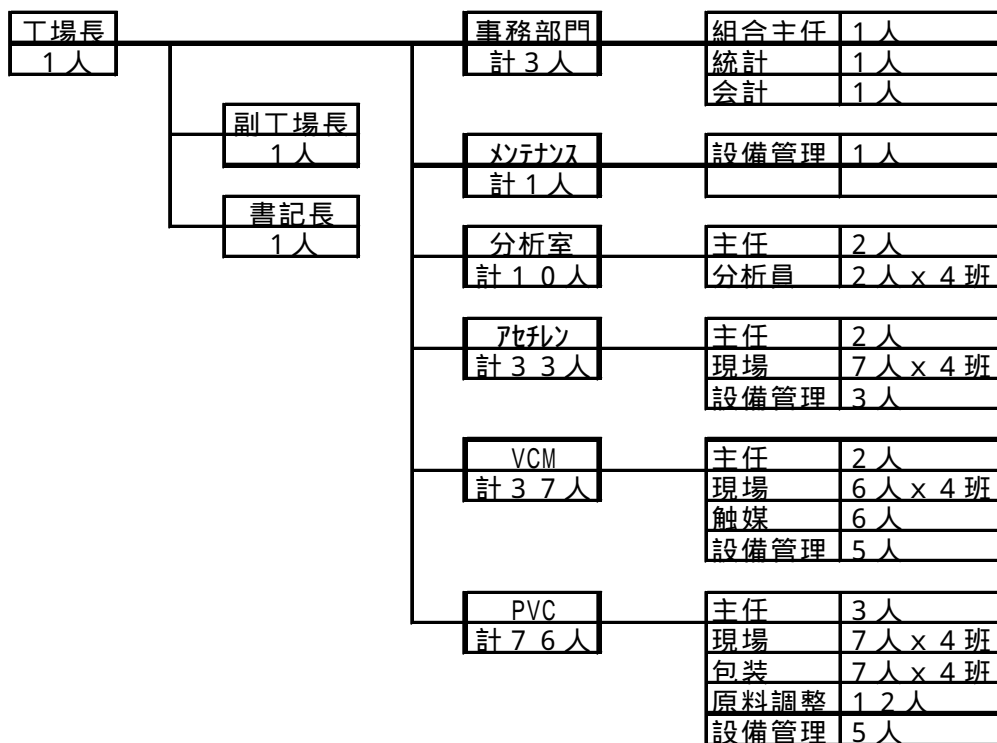 工場長
1人
副工場長
1人
書記長
1人
事務部門
計3人
組合主任 1人
統計 1人
会計 1人
メンテナンス
計1人
設備管理 1人
分析室
計10人
主任 2人
分析員 2人x4班
アセチレン
計33人
主任 2人
現場 7人x4班
設備管理 3人
VCM
計37人
主任 2人
現場 6人x4班
触媒 6人
設備管理 5人
PVC
計76人
主任 3人
現場 7人x4班
包装 7人x4班
原料調整 12人
設備管理 5人